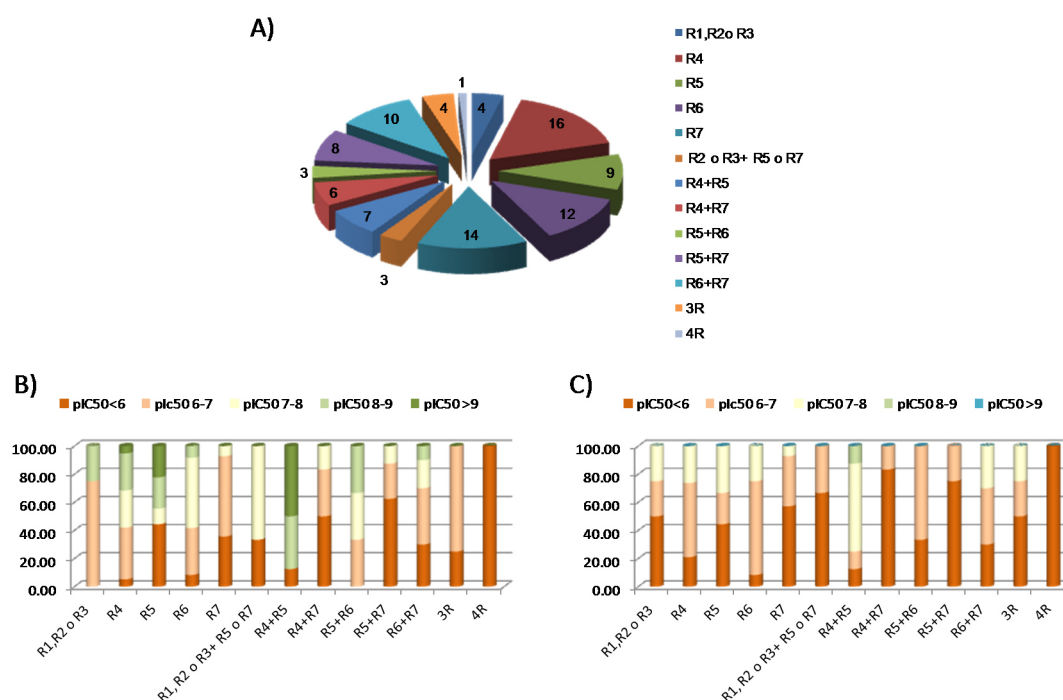 A)
1
4
4
16
10
9
8
3
12
6
7
14
3
R1,R2o R3
R4
R5
R6
R7
R2 o R3+ R5 o R7
R4+R5
R4+R7
R5+R6
R5+R7
R6+R7
3R
4R
B)
pIC50<6 pIc50 6-7 pIC50 7-8 pIC50 8-9 pIC50 >9
100.00
80.00
60.00
40.00
20.00
0.00
R1,R2 o R3
R4
R5
R6
R7
R1, R2 o R3+ R5 o R7
R4+R5
R4+R7
R5+R6
R5+R7
R6+R7
3R
4R
C)
pIC50<6 pIc50 6-7 pIC50 7-8 pIC50 8-9 pIC50 >9
100.00
80.00
60.00
40.00
20.00
0.00
R1,R2 o R3
R4
R5
R6
R7
R1, R2 o R3+ R5 o R7
R4+R5
R4+R7
R5+R6
R5+R7
R6+R7
3R
4R